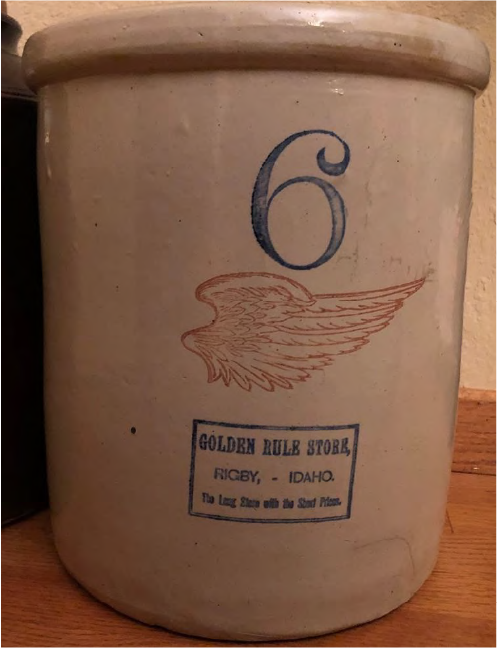 6
GOLDEN RULE STORE,
RIGBY, - IDAHO.
The Long Store with the Short Prices.